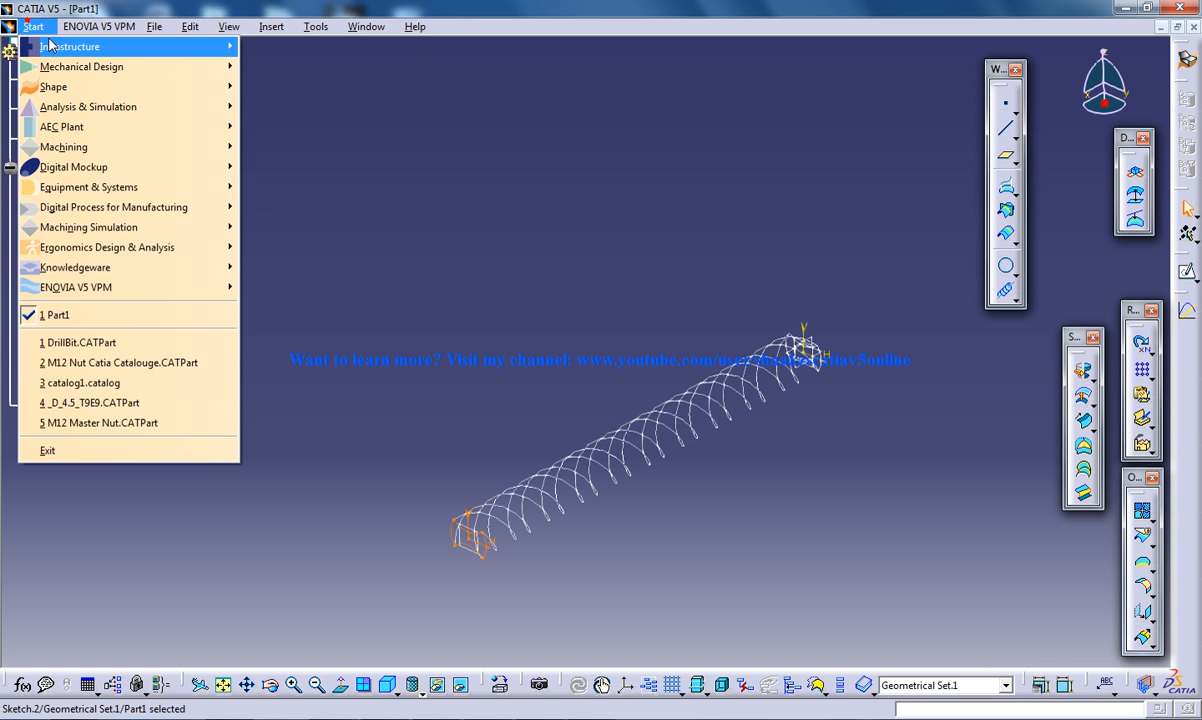 CATIA V5 - [Part1]
Start ENOVIA V5 VPM File Edit View Insert Tools Window Help
Infrastructure
Mechanical Design
Shape
Analysis & Simulation
AEC Plant
Machining
Digital Mockup
Equipment & Systems
Digital Process for Manufacturing
Machining Simulation
Ergonomics Design & Analysis
Knowledgeware
ENOVIA V5 VPM
1 Part1
1 DrillBit.CATPart
2 M12 Nut Catia Catalouge.CATPart
3 catalog1.catalog
4 _D_4.5_T9E9.CATPart
5 M12 Master Nut.CATPart
Exit
W...
D...
R...
S...
O...
Want to learn more? Visit my channel:
Geometrical Set.1
Sketch.2/Geometrical Set.1/Part1 selected
CATIA